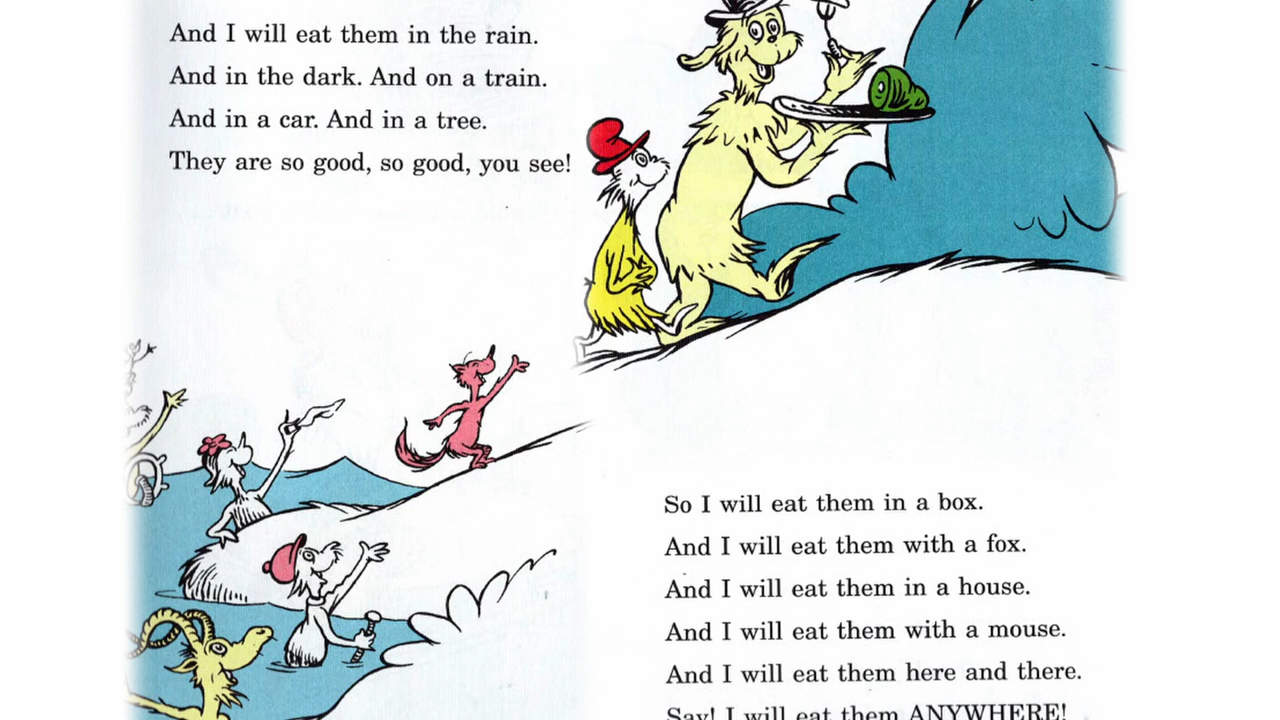 And I will eat them in the rain.
And in the dark. And on a train.
And in a car. And in a tree.
They are so good, so good, you see!
So I will eat them in a box.
And I will eat them with a fox.
And I will eat them in a house.
And I will eat them with a mouse.
And I will eat them here and there.
Say! I will eat them ANYWHERE!